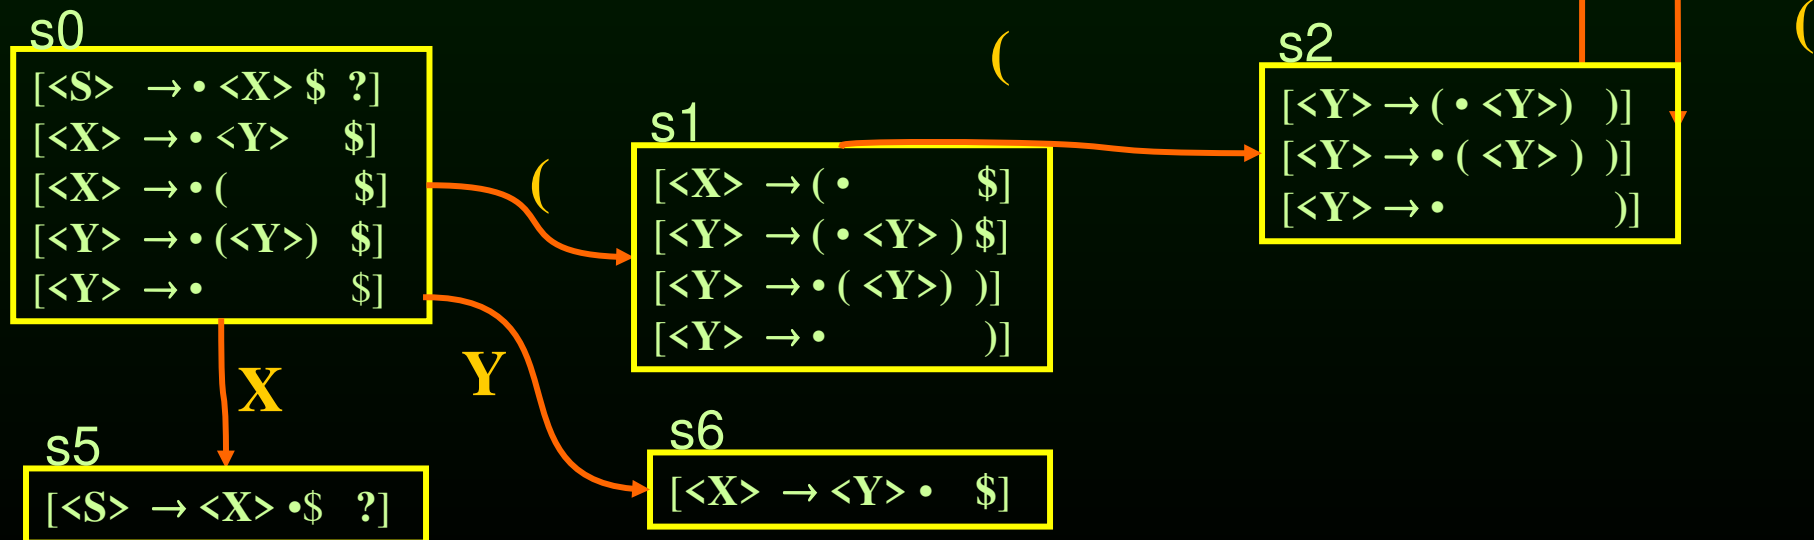 s0
[<S> → • <X> $ ?]
[<X> → • <Y> $]
[<X> → • ( $]
[<Y> → • (<Y>) $]
[<Y> → • $]
(
X
Y
s1
[<X> → ( • $]
[<Y> → ( • <Y> ) $]
[<Y> → • ( <Y>) )]
[<Y> → • )]
(
s2
[<Y> → ( • <Y>) )]
[<Y> → • ( <Y> ) )]
[<Y> → • )]
(
s5
[<S> → <X> •$ ?]
s6
[<X> → <Y> • $]